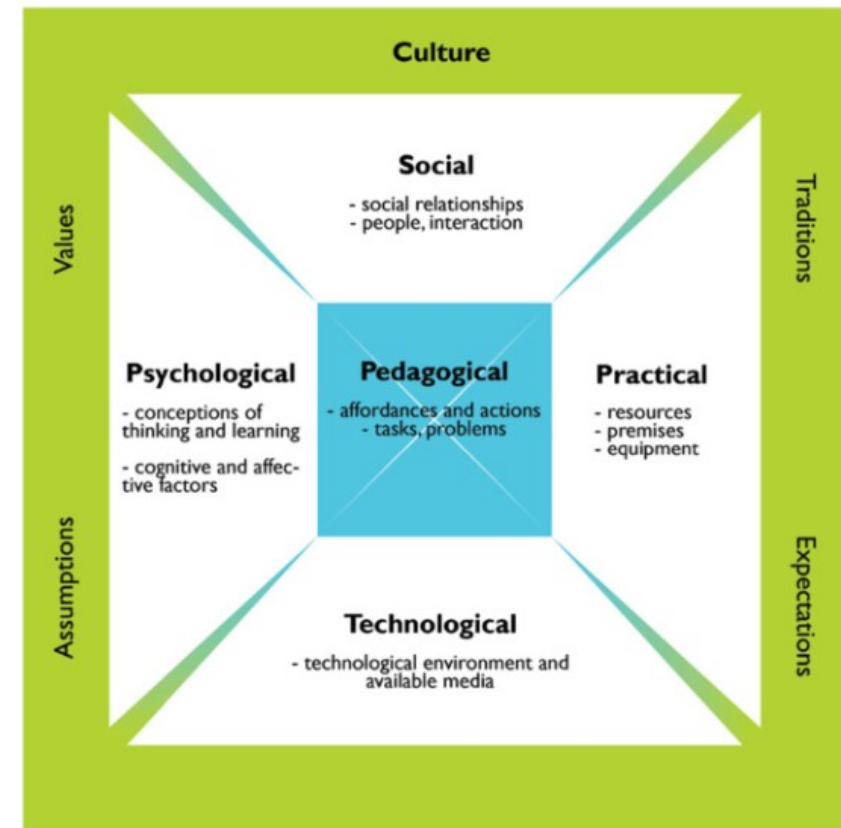 Culture
Social
- social relationships
- people, interaction
Values
Traditions
Psychological
- conceptions of
thinking and learning
- cognitive and affec-
tive factors
Pedagogical
- affordances and actions
- tasks, problems
Practical
- resources
- premises
- equipment
Assumptions
Expectations
Technological
- technological environment and
available media